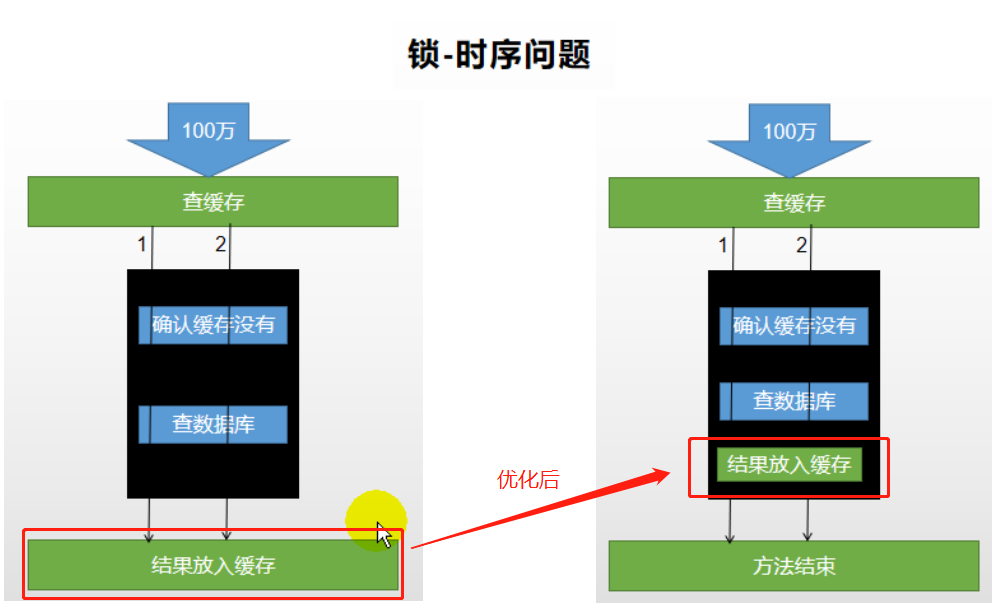 锁-时序问题
100万
查缓存
1
2
确认缓存没有
查数据库
结果放入缓存
优化后
100万
查缓存
1
2
确认缓存没有
查数据库
结果放入缓存
方法结束